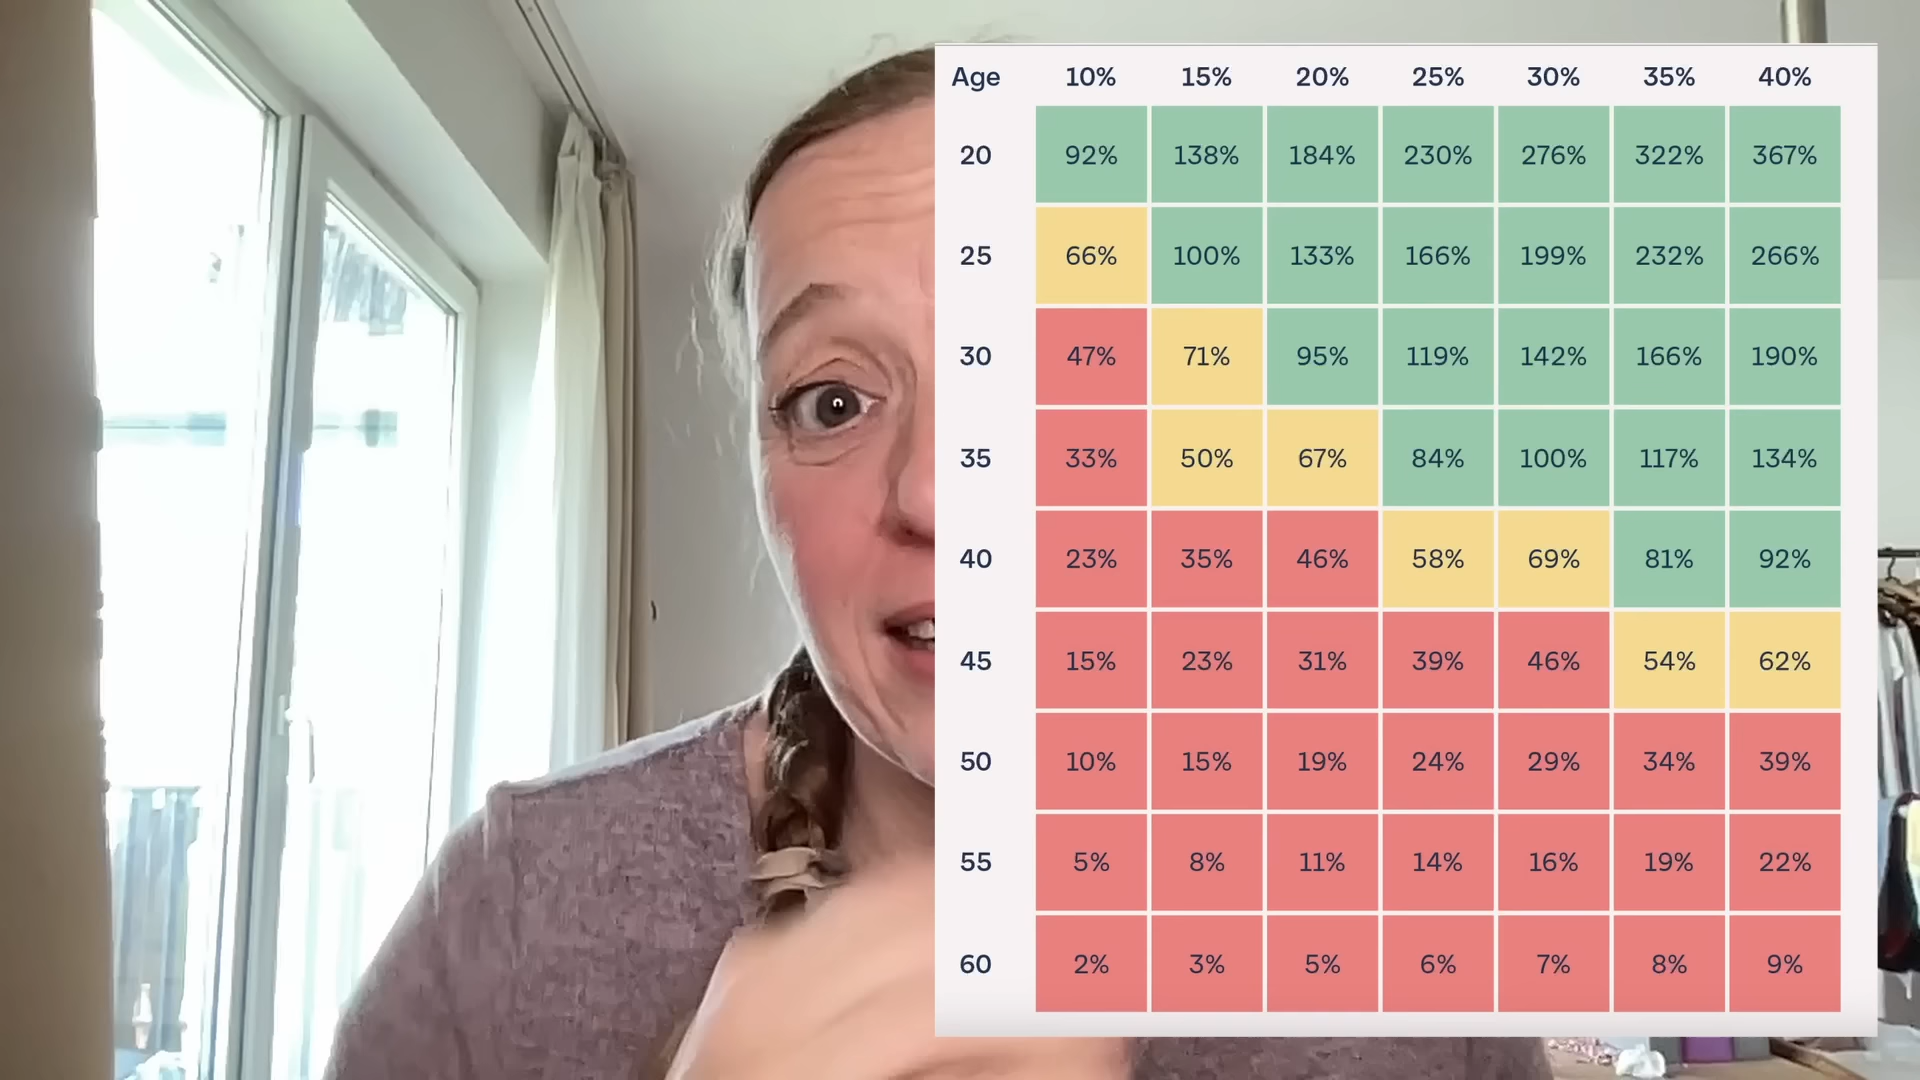 Age 10% 15% 20% 25% 30% 35% 40%
20 92% 138% 184% 230% 276% 322% 367%
25 66% 100% 133% 166% 199% 232% 266%
30 47% 71% 95% 119% 142% 166% 190%
35 33% 50% 67% 84% 100% 117% 134%
40 23% 35% 46% 58% 69% 81% 92%
45 15% 23% 31% 39% 46% 54% 62%
50 10% 15% 19% 24% 29% 34% 39%
55 5% 8% 11% 14% 16% 19% 22%
60 2% 3% 5% 6% 7% 8% 9%